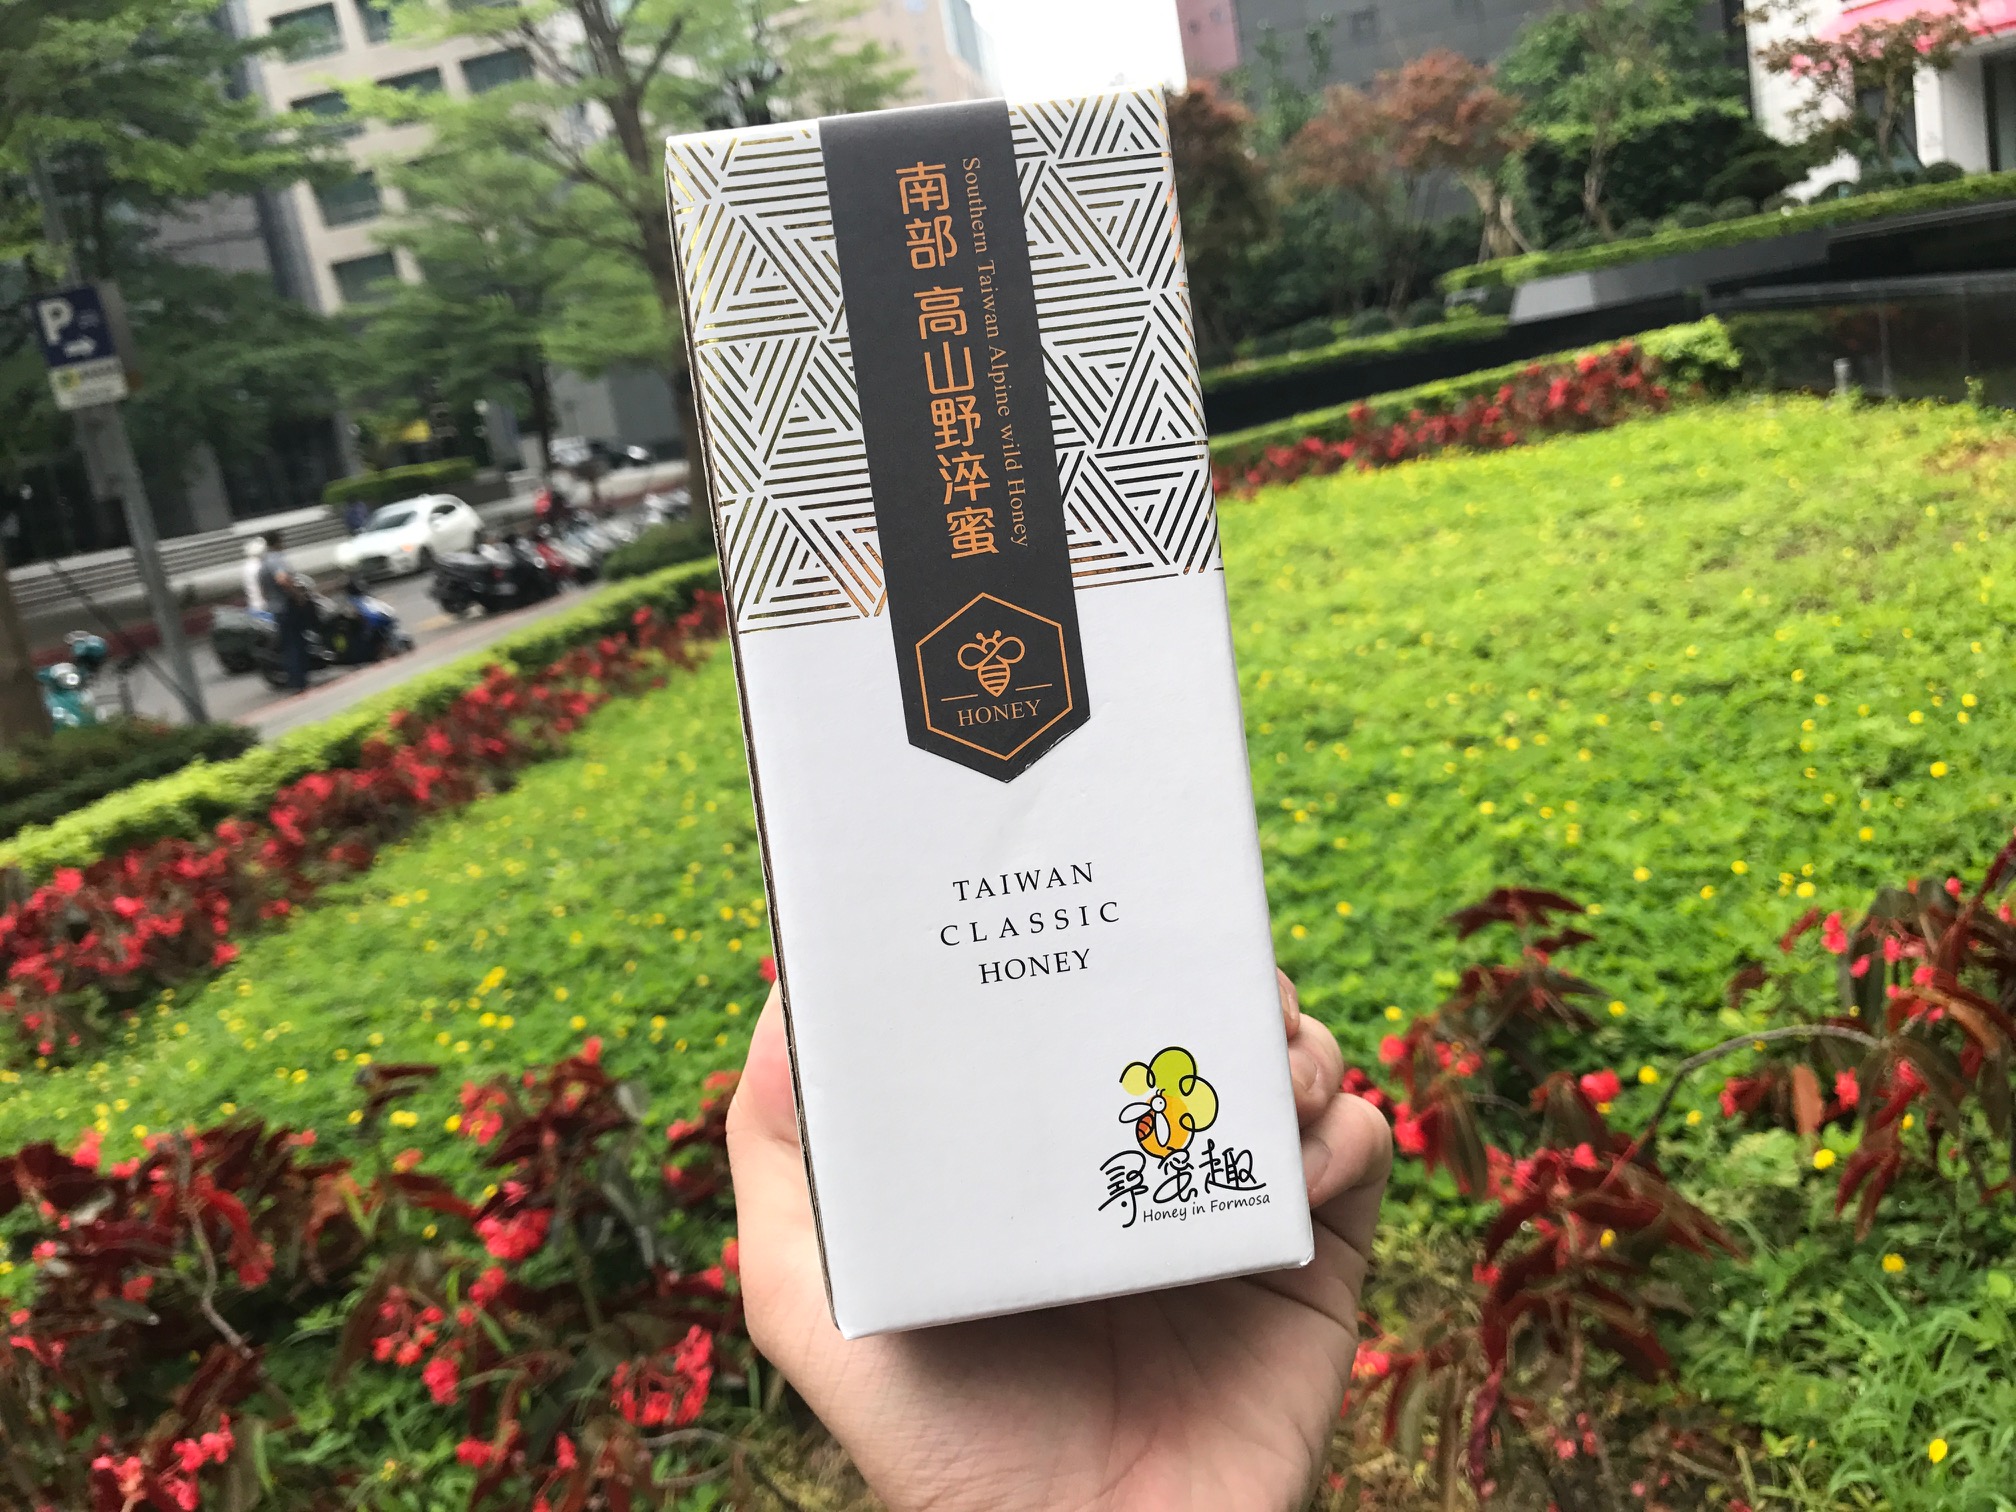 南部 高山野淬蜜
Southern Taiwan Alpine wild Honey
HONEY
TAIWAN
CLASSIC
HONEY
尋蜜趣
Honey in Formosa
P